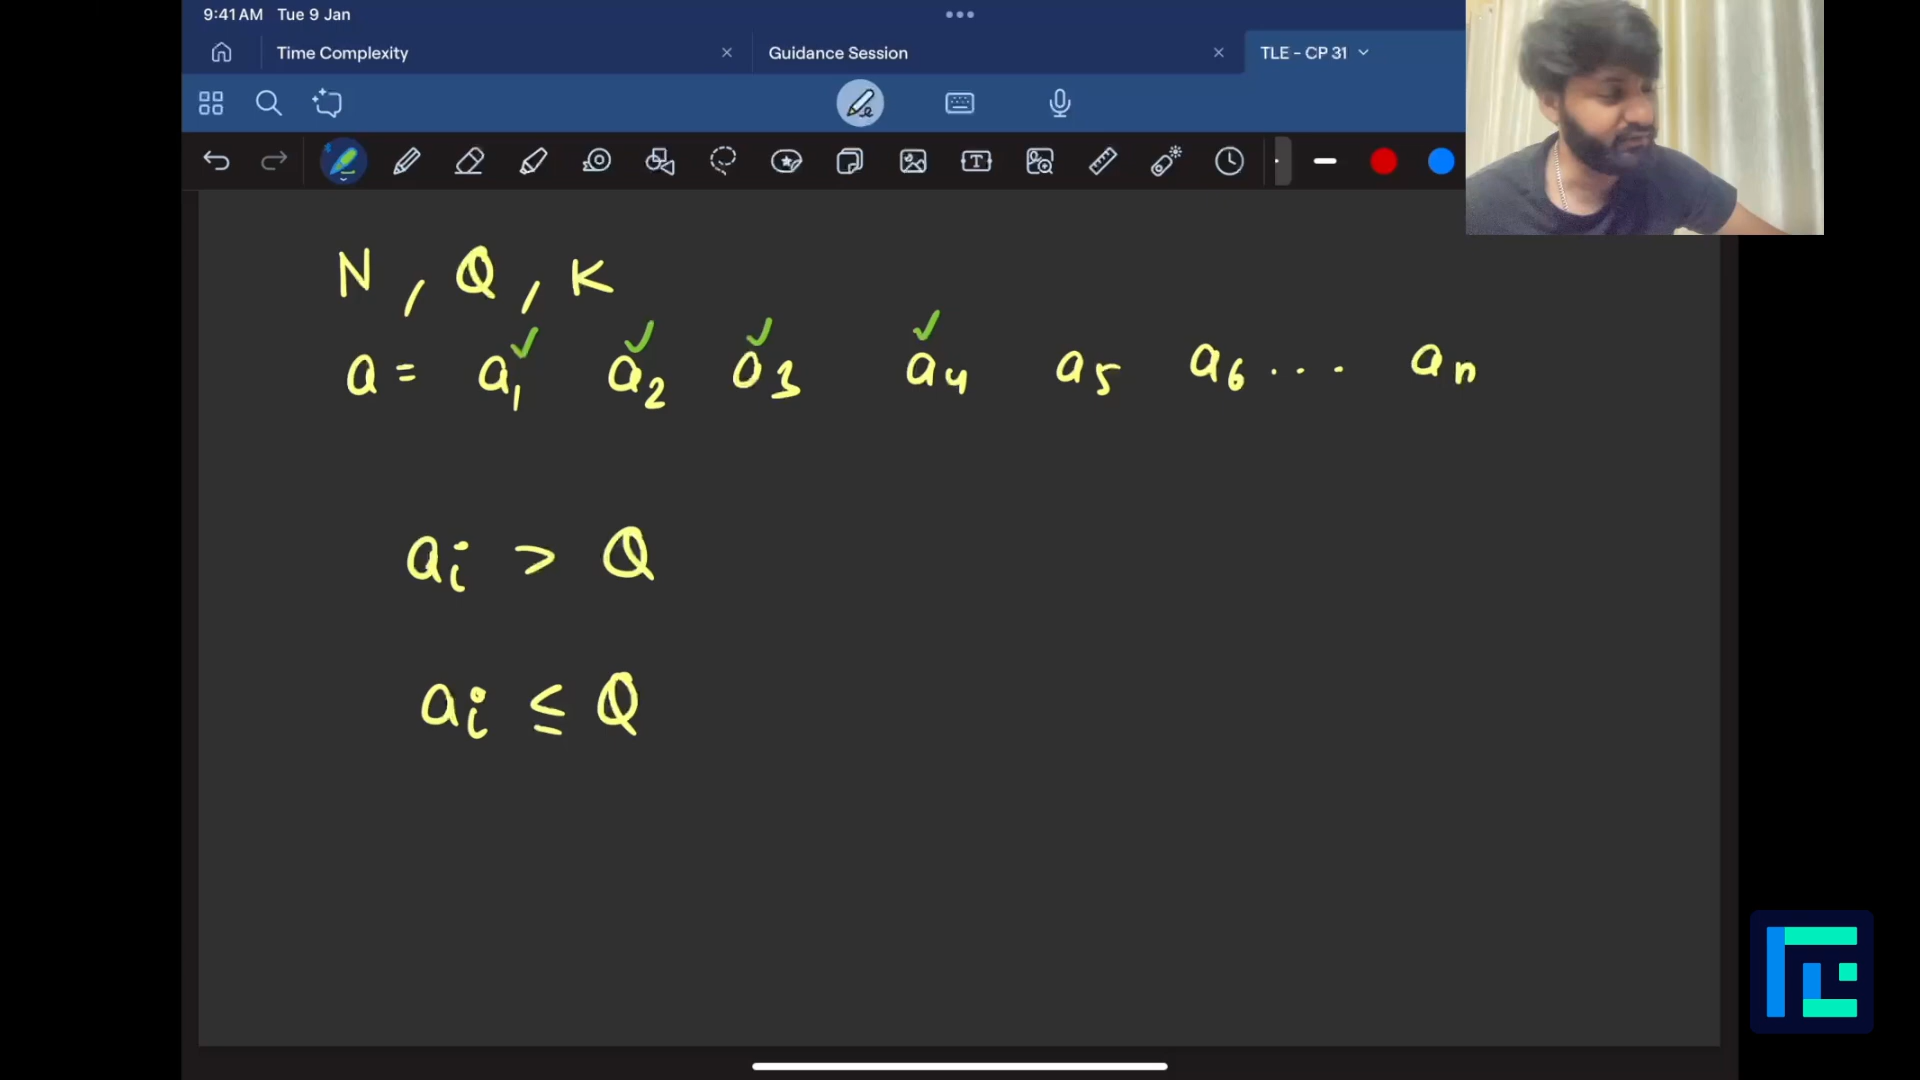 9:41 AM Tue 9 Jan
Time Complexity
Guidance Session
TLE - CP 31
N, Q, K
a = a₁ ✓ a₂ ✓ a₃ ✓ a₄ ✓ a₅ a₆ ... aₙ
aᵢ > Q
aᵢ ≤ Q